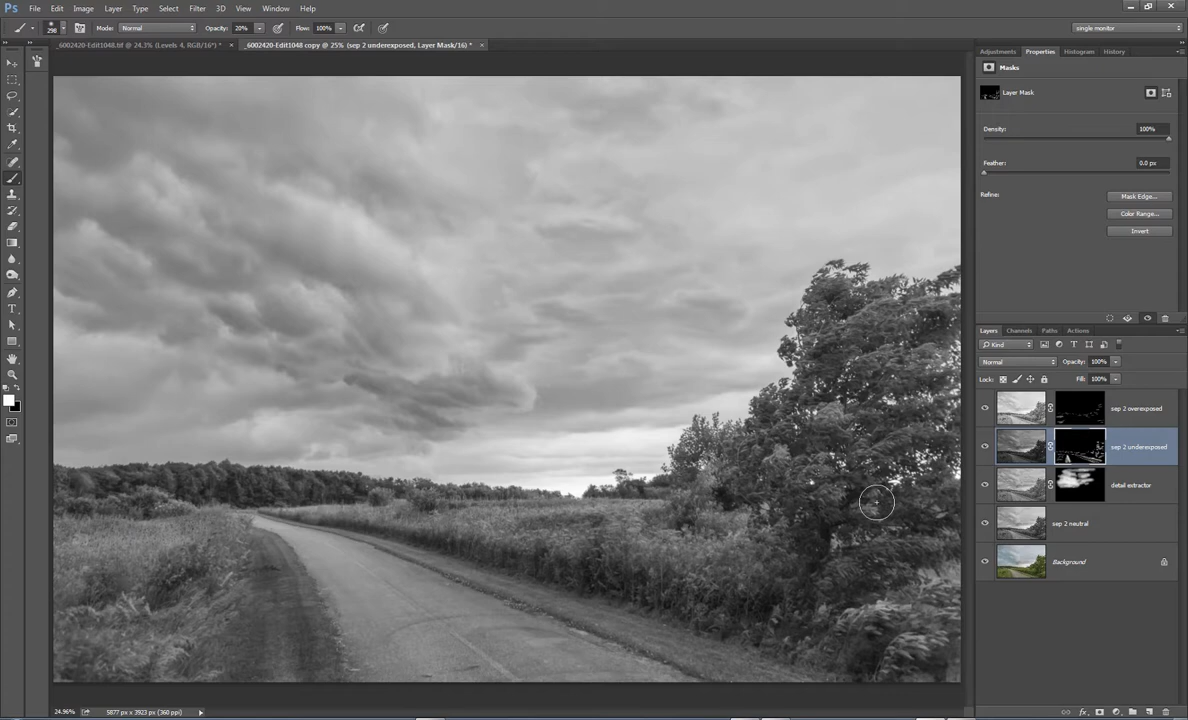 Ps File Edit Image Layer Type Select Filter 3D View Window Help
298 Mode: Normal Opacity: 20% Flow: 100% single monitor
_6002420-Edit1048.tif @ 24.3% (Levels 4, RGB/16*) * × _6002420-Edit1048 copy @ 25% (sep 2 underexposed, Layer Mask/16) * ×
Adjustments Properties Histogram History
Masks
Layer Mask
Density: 100%
Feather: 0.0 px
Refine: Mask Edge...
Color Range...
Invert
Layers Channels Paths Actions
Kind
Normal Opacity: 100%
Lock: Fill: 100%
sep 2 overexposed
sep 2 underexposed
detail extractor
sep 2 neutral
Background
24.96% 5877 px x 3923 px (360 ppi)
fx